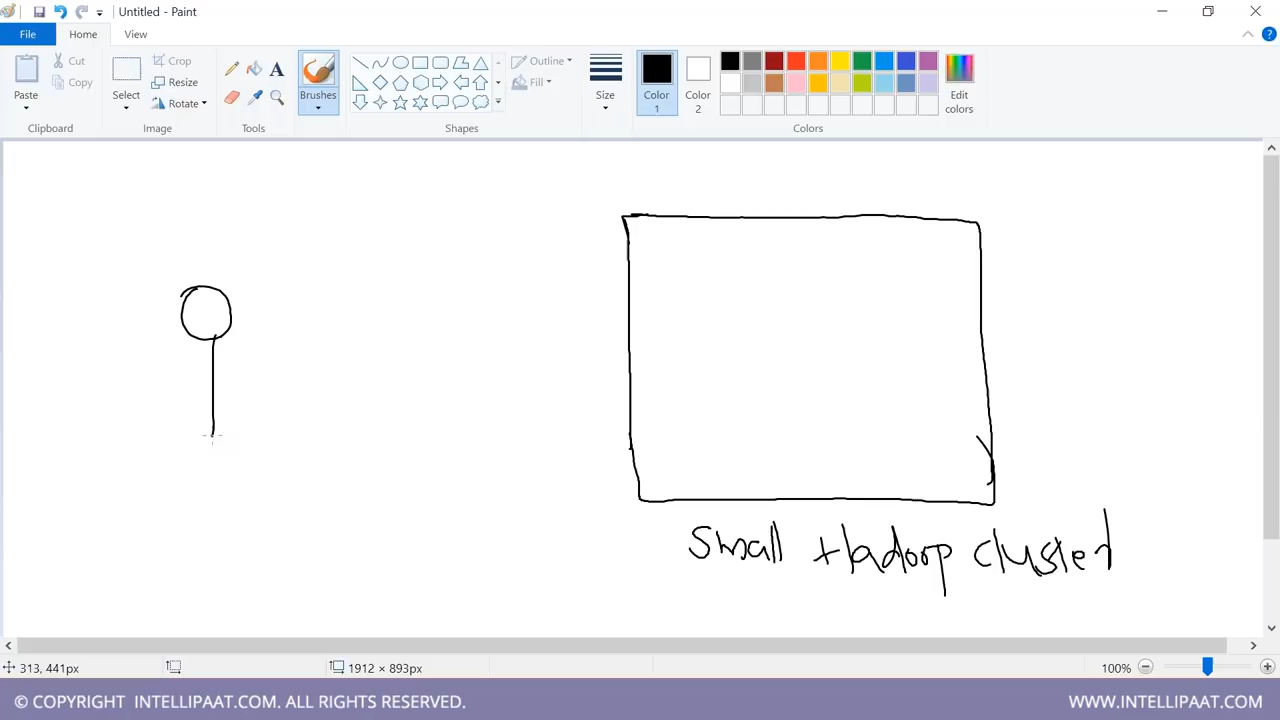 Untitled - Paint
File Home View
Paste
Cut
Copy
Clipboard
Select
Crop
Resize
Rotate
Image
A
Tools
Brushes
Shapes
Outline
Fill
Size
Color 1
Color 2
Edit colors
Colors
Small Hadoop cluster
313, 441px
1912 × 893px
100%
© COPYRIGHT INTELLIPAAT.COM. ALL RIGHTS RESERVED.
WWW.INTELLIPAAT.COM